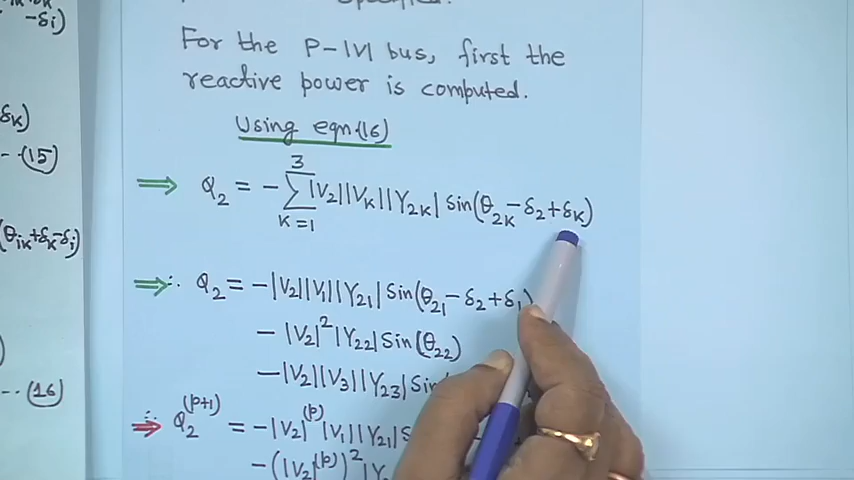 -δi)
δk)
--(15)
(θik+δk-δi)
--(16)
specified.
For the P-|V| bus, first the
reactive power is computed.
Using eqn.(16)
⇒ Q2 = - 3∑K=1 |V2||Vk||Y2k| Sin(θ2k-δ2+δk)
⇒∴ Q2 = -|V2||V1||Y21| Sin(θ21-δ2+δ1)
- |V2|² |Y22| Sin(θ22)
- |V2||V3||Y23| Sin
⇒ ∴ Q2^(p+1) = -|V2|^(p) |V1||Y21|
-(|V2|^(p))²